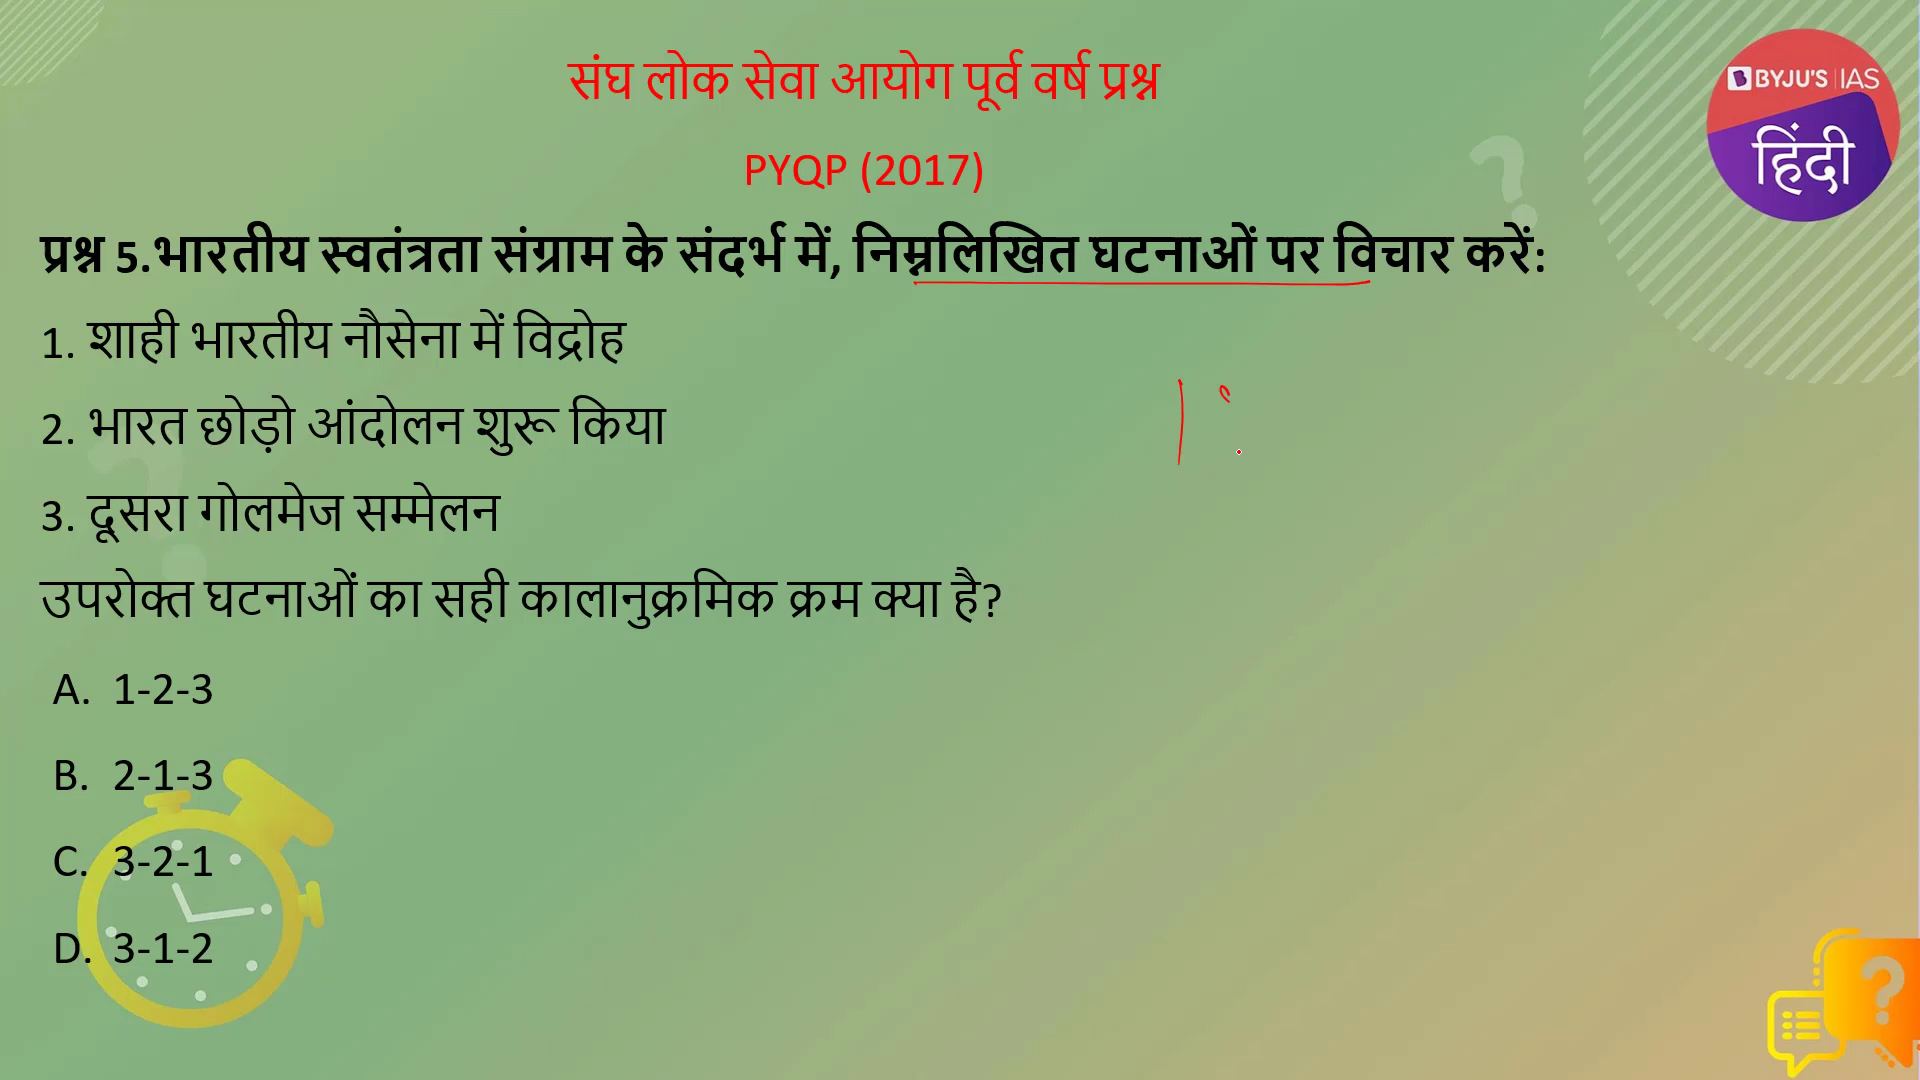 संघ लोक सेवा आयोग पूर्व वर्ष प्रश्न
PYQP (2017)
BYJU'S IAS
हिंदी
प्रश्न 5.भारतीय स्वतंत्रता संग्राम के संदर्भ में, निम्नलिखित घटनाओं पर विचार करें:
1. शाही भारतीय नौसेना में विद्रोह
2. भारत छोड़ो आंदोलन शुरू किया
3. दूसरा गोलमेज सम्मेलन
उपरोक्त घटनाओं का सही कालानुक्रमिक क्रम क्या है?
A. 1-2-3
B. 2-1-3
C. 3-2-1
D. 3-1-2